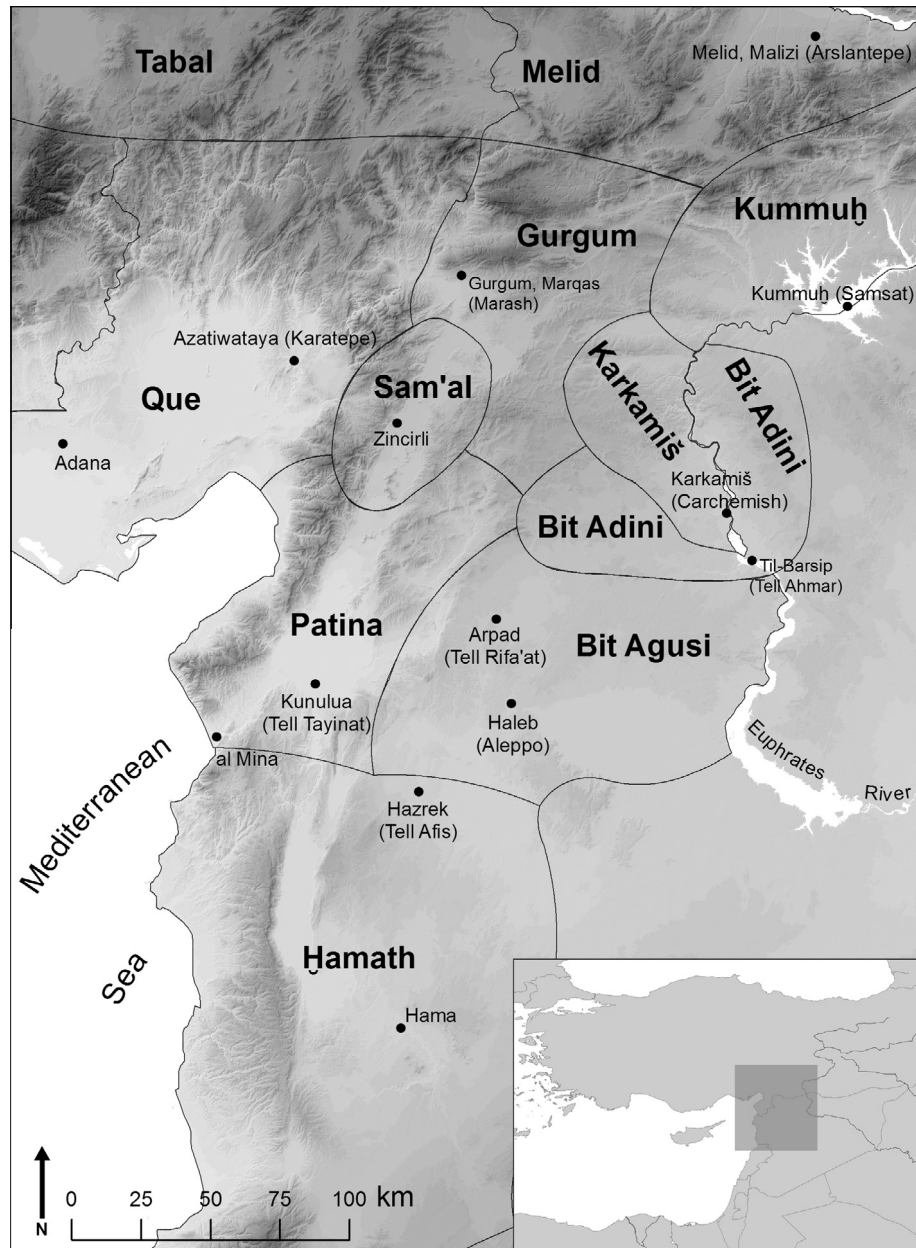 Tabal
Melid
Melid, Malizi (Arslantepe)
Kummuḫ
Gurgum
Gurgum, Marqas
(Marash)
Kummuh (Samsat)
Azatiwataya (Karatepe)
Que
Sam'al
Karkamiš
Bit Adini
Zincirli
Adana
Karkamiš
(Carchemish)
Bit Adini
Til-Barsip
(Tell Ahmar)
Patina
Arpad
(Tell Rifa'at)
Bit Agusi
Kunulua
(Tell Tayinat)
Haleb
(Aleppo)
al Mina
Euphrates
River
Mediterranean
Sea
Hazrek
(Tell Afis)
Ḫamath
Hama
N
0 25 50 75 100 km